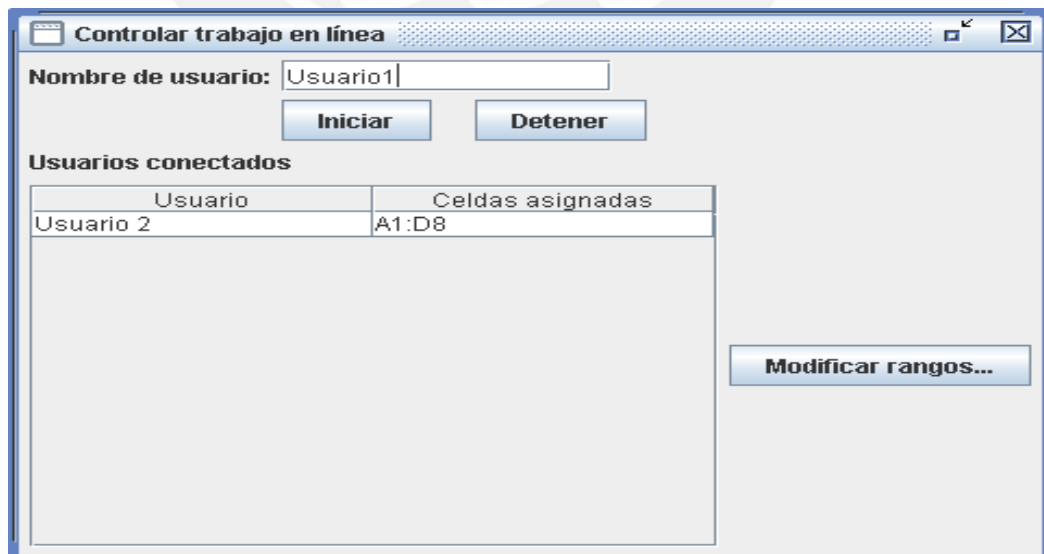 Controlar trabajo en línea
Nombre de usuario: Usuario1
Iniciar Detener
Usuarios conectados
Usuario Celdas asignadas
Usuario 2 A1:D8
Modificar rangos...